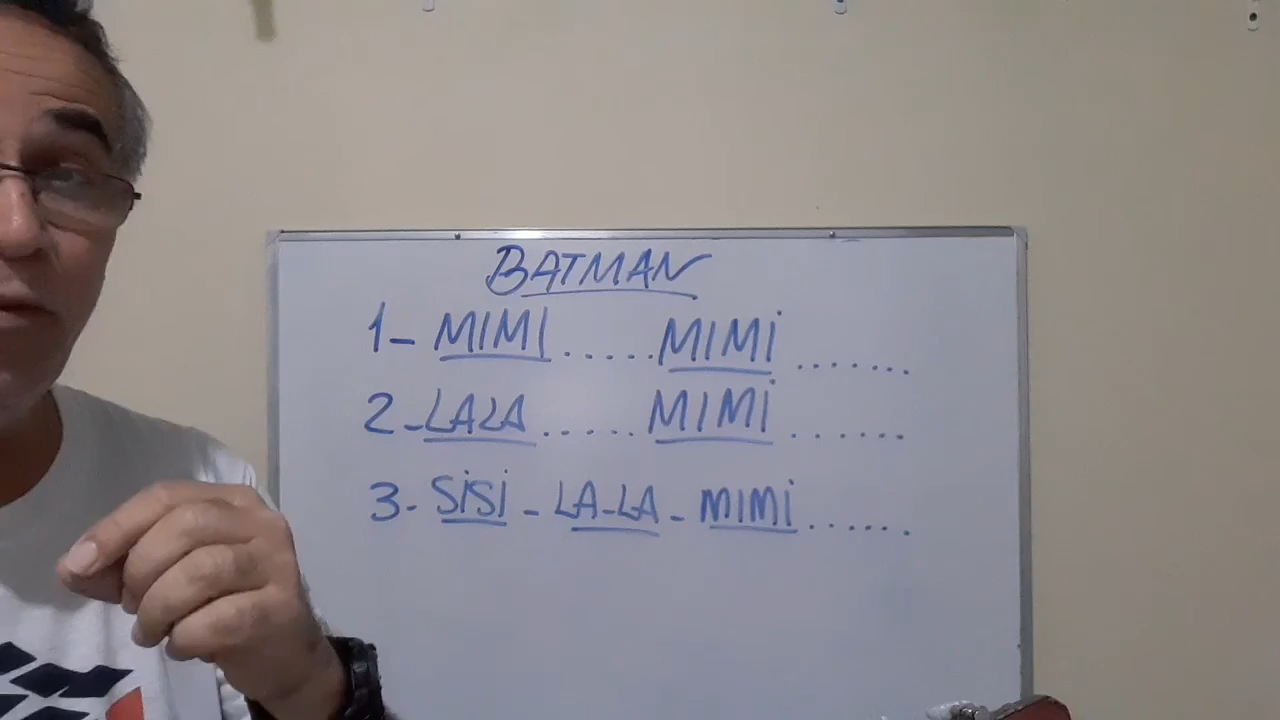 BATMAN
1- MIMI ..... MIMI .......
2- LALA ..... MIMI .......
3- SISI - LA-LA - MIMI ......